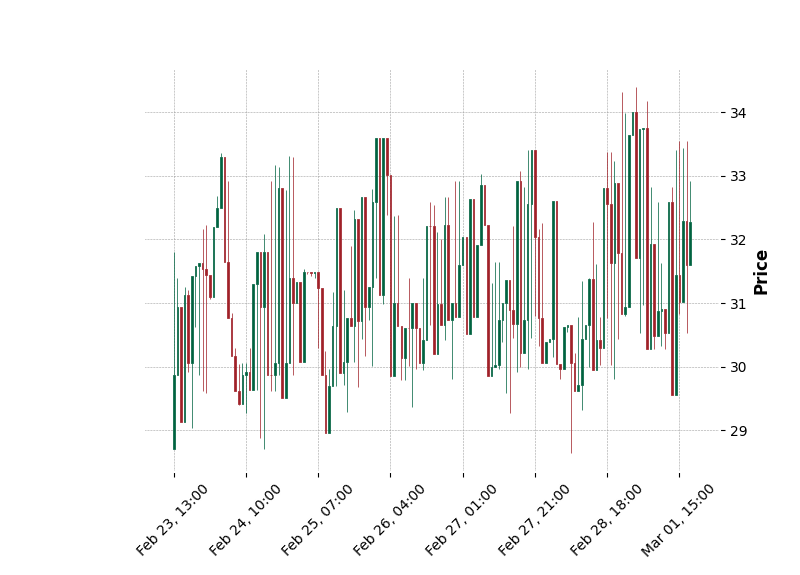 34
33
32
31
30
29
Price
Feb 23, 13:00
Feb 24, 10:00
Feb 25, 07:00
Feb 26, 04:00
Feb 27, 01:00
Feb 27, 21:00
Feb 28, 18:00
Mar 01, 15:00